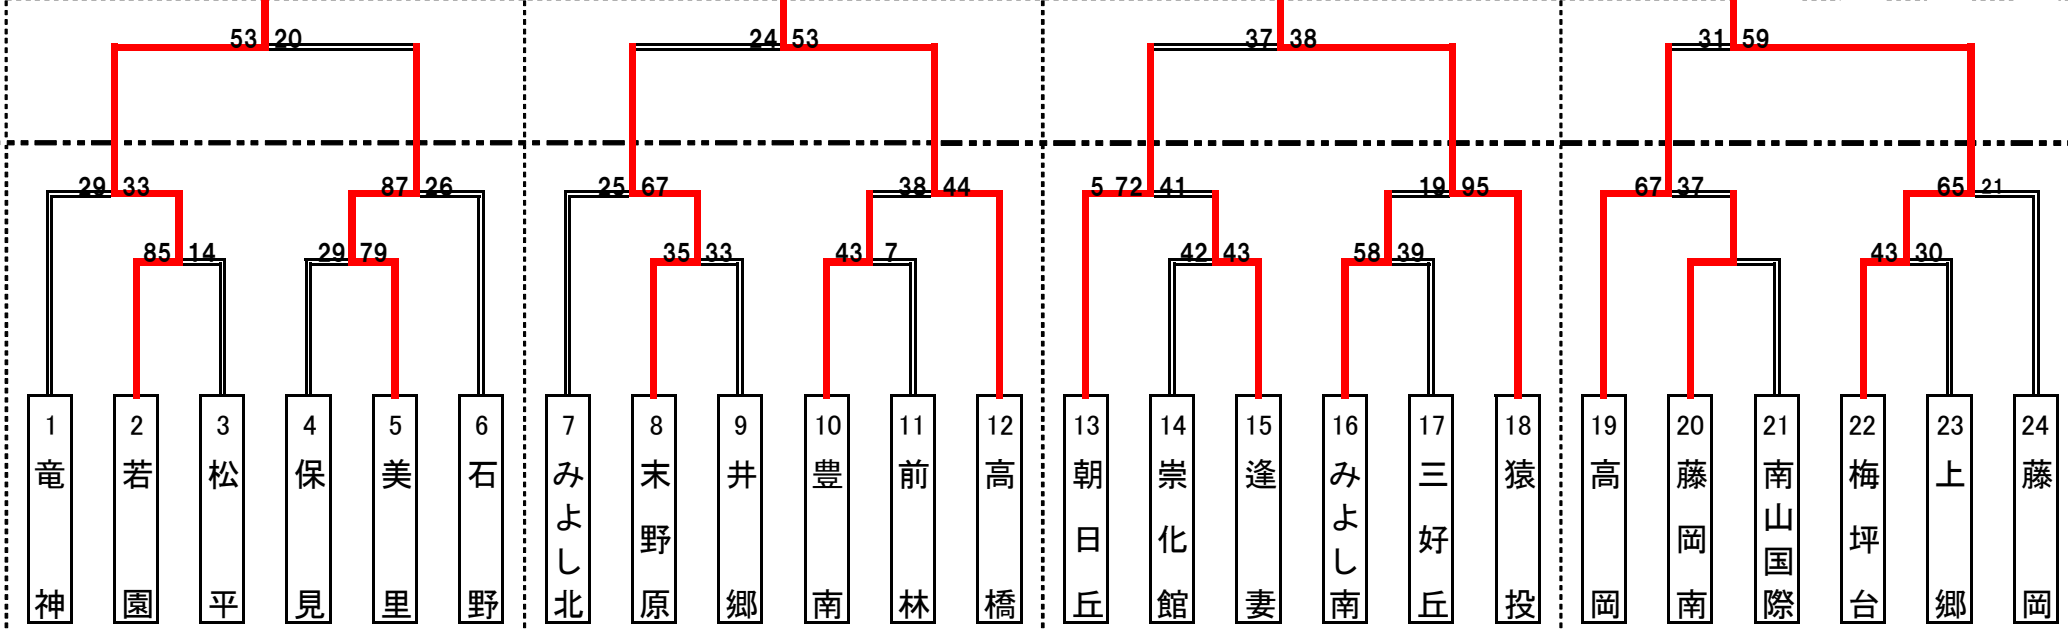 53 20 24 53 37 38 31 59
29 33 87 26 25 67 38 44 5 72 41 19 95 67 37 65 21
85 14 29 79 35 33 43 7 42 43 58 39 43 30
1 竜神
2 若園
3 松平
4 保見
5 美里
6 石野
7 みよし北
8 末野原
9 井郷
10 豊南
11 前林
12 高橋
13 朝日丘
14 崇化館
15 逢妻
16 みよし南
17 三好丘
18 猿投
19 高岡
20 藤岡南
21 南山国際
22 梅坪台
23 上郷
24 藤岡